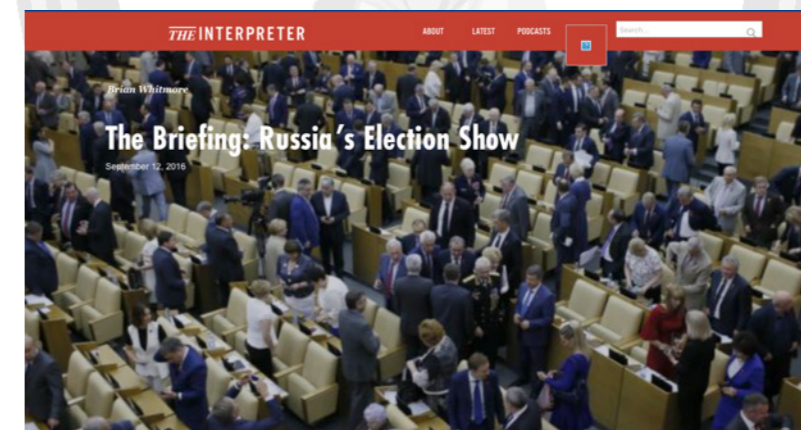 THE INTERPRETER
ABOUT LATEST PODCASTS
Search...
Brian Whitmore
The Briefing: Russia's Election Show
September 12, 2016